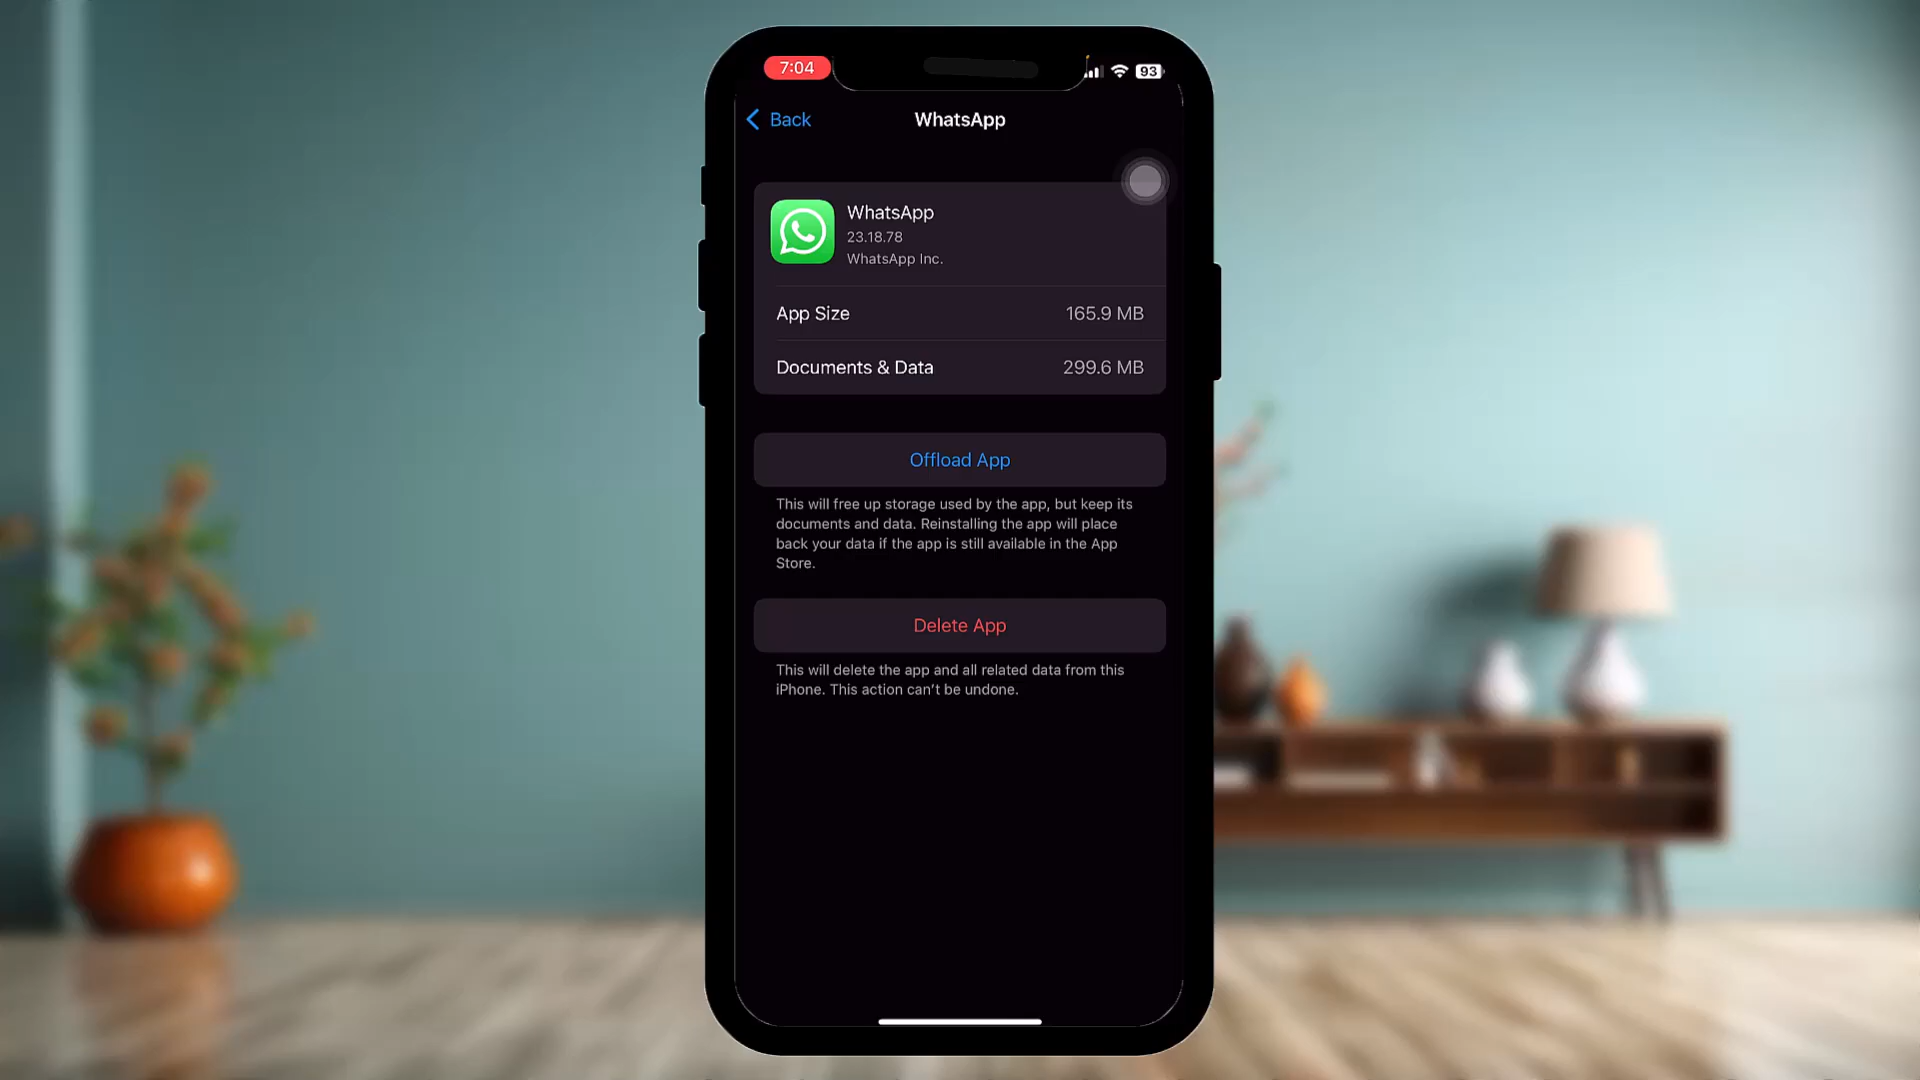 7:04
93
Back
WhatsApp
WhatsApp
23.18.78
WhatsApp Inc.
App Size
165.9 MB
Documents & Data
299.6 MB
Offload App
This will free up storage used by the app, but keep its
documents and data. Reinstalling the app will place
back your data if the app is still available in the App
Store.
Delete App
This will delete the app and all related data from this
iPhone. This action can't be undone.